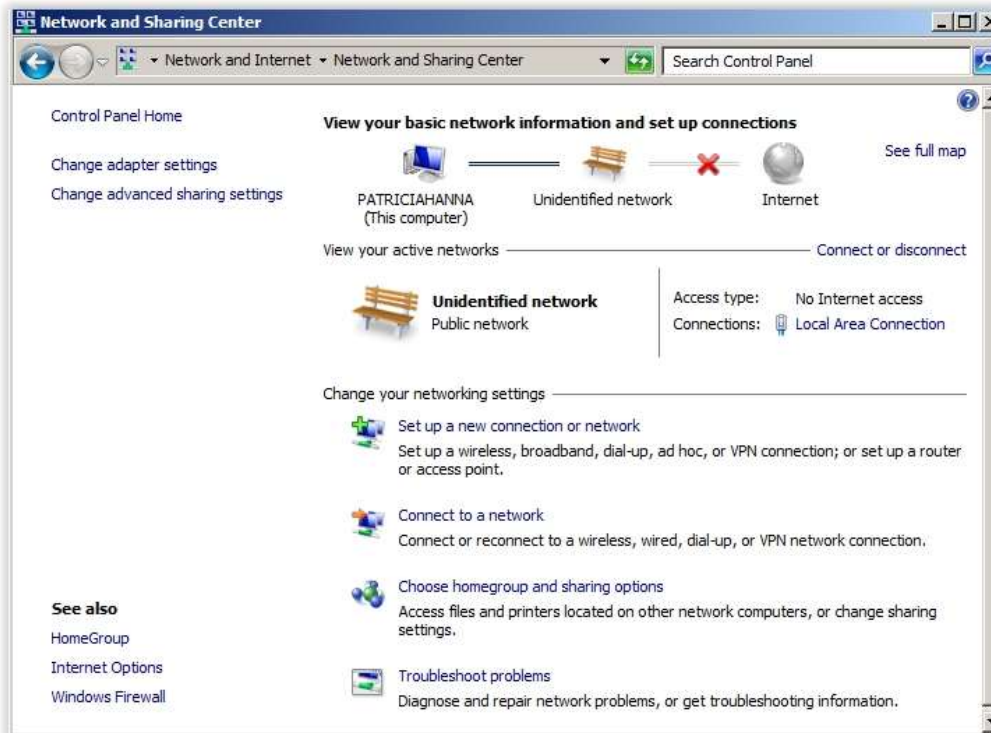 Network and Sharing Center
Network and Internet Network and Sharing Center
Search Control Panel
Control Panel Home
Change adapter settings
Change advanced sharing settings
View your basic network information and set up connections
See full map
PATRICIAHANNA
(This computer)
Unidentified network
Internet
View your active networks
Connect or disconnect
Unidentified network
Public network
Access type: No Internet access
Connections: Local Area Connection
Change your networking settings
Set up a new connection or network
Set up a wireless, broadband, dial-up, ad hoc, or VPN connection; or set up a router
or access point.
Connect to a network
Connect or reconnect to a wireless, wired, dial-up, or VPN network connection.
Choose homegroup and sharing options
Access files and printers located on other network computers, or change sharing
settings.
Troubleshoot problems
Diagnose and repair network problems, or get troubleshooting information.
See also
HomeGroup
Internet Options
Windows Firewall